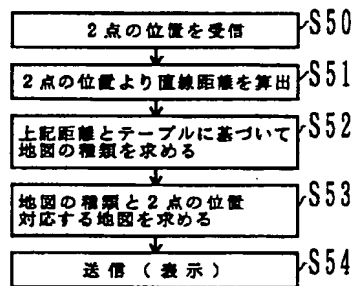 2点の位置を受信 S50
2点の位置より直線距離を算出 S51
上記距離とテーブルに基づいて S52
地図の種類を求める
地図の種類と2点の位置 S53
対応する地図を求める
送信（表示） S54